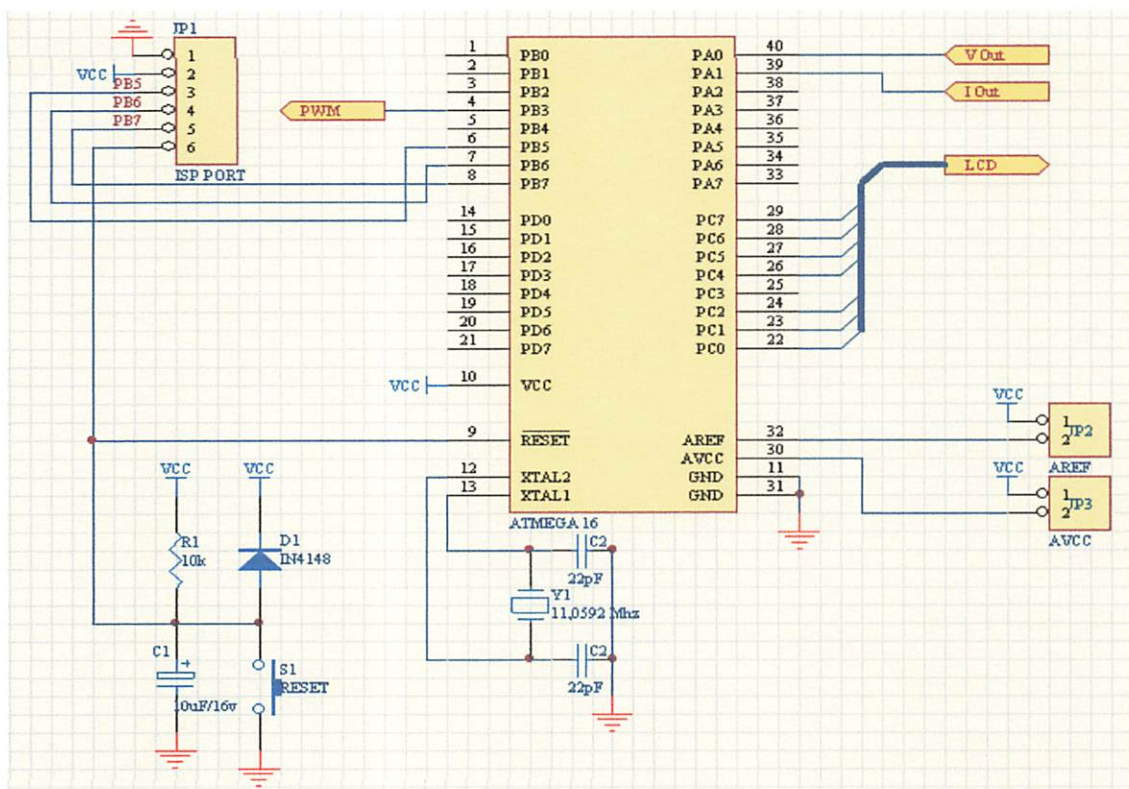 JP1
1
VCC
2
PB5
3
PB6
4
PB7
5
6
ISP PORT
PWM
1
PB0
2
PB1
3
PB2
4
PB3
5
PB4
6
PB5
7
PB6
8
PB7
14
PD0
15
PD1
16
PD2
17
PD3
18
PD4
19
PD5
20
PD6
21
PD7
VCC
10
VCC
9
RESET
12
XTAL2
13
XTAL1
PA0
40
V Out
PA1
39
I Out
PA2
38
PA3
37
PA4
36
PA5
35
PA6
34
PA7
33
LCD
PC7
29
PC6
28
PC5
27
PC4
26
PC3
25
PC2
24
PC1
23
PC0
22
AREF
32
AVCC
30
GND
11
GND
31
ATMEGA 16
VCC
1
2
JP2
AREF
VCC
1
2
JP3
AVCC
VCC
VCC
R1
10k
D1
IN4148
C2
22pF
Y1
11,0592 Mhz
C2
22pF
C1
+
10uF/16v
S1
RESET